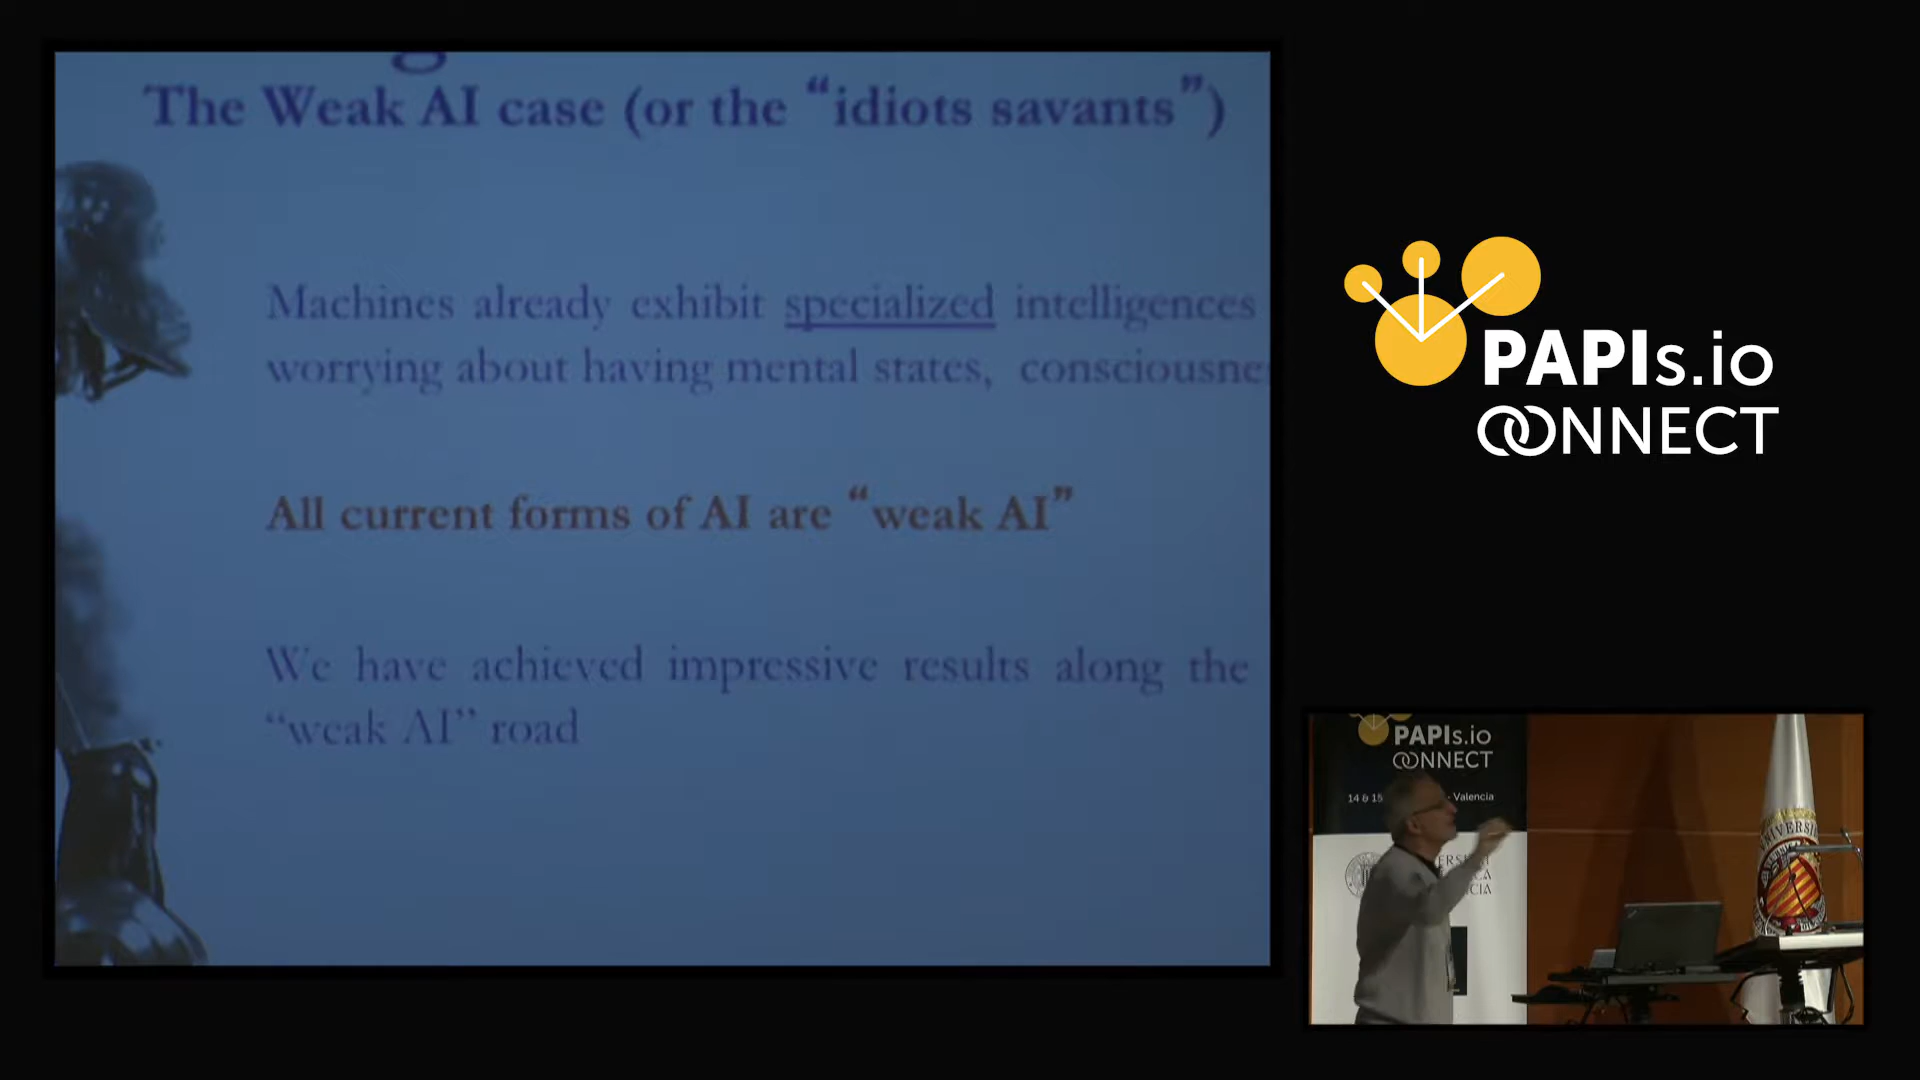 The Weak AI case (or the “idiots savants”)
Machines already exhibit specialized intelligences
worrying about having mental states, consciousne
All current forms of AI are “weak AI”
We have achieved impressive results along the
“weak AI” road
PAPIs.io
CONNECT
PAPIs.io
CONNECT
14 & 15 · Valencia